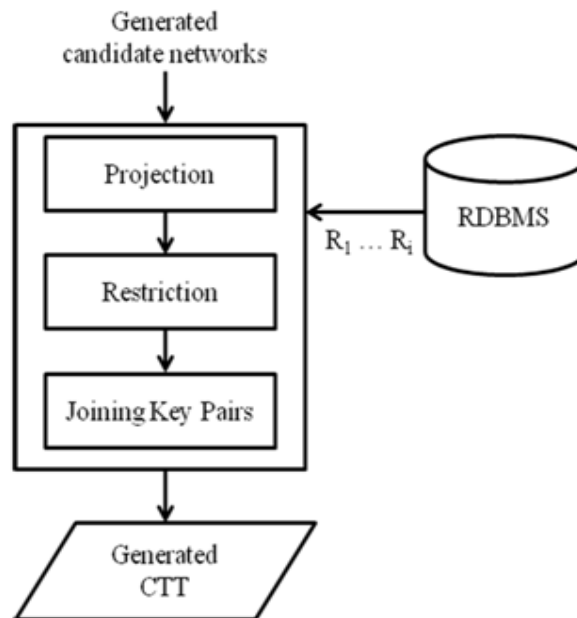 Generated
candidate networks
Projection
RDBMS
R₁ ... Rᵢ
Restriction
Joining Key Pairs
Generated
CTT